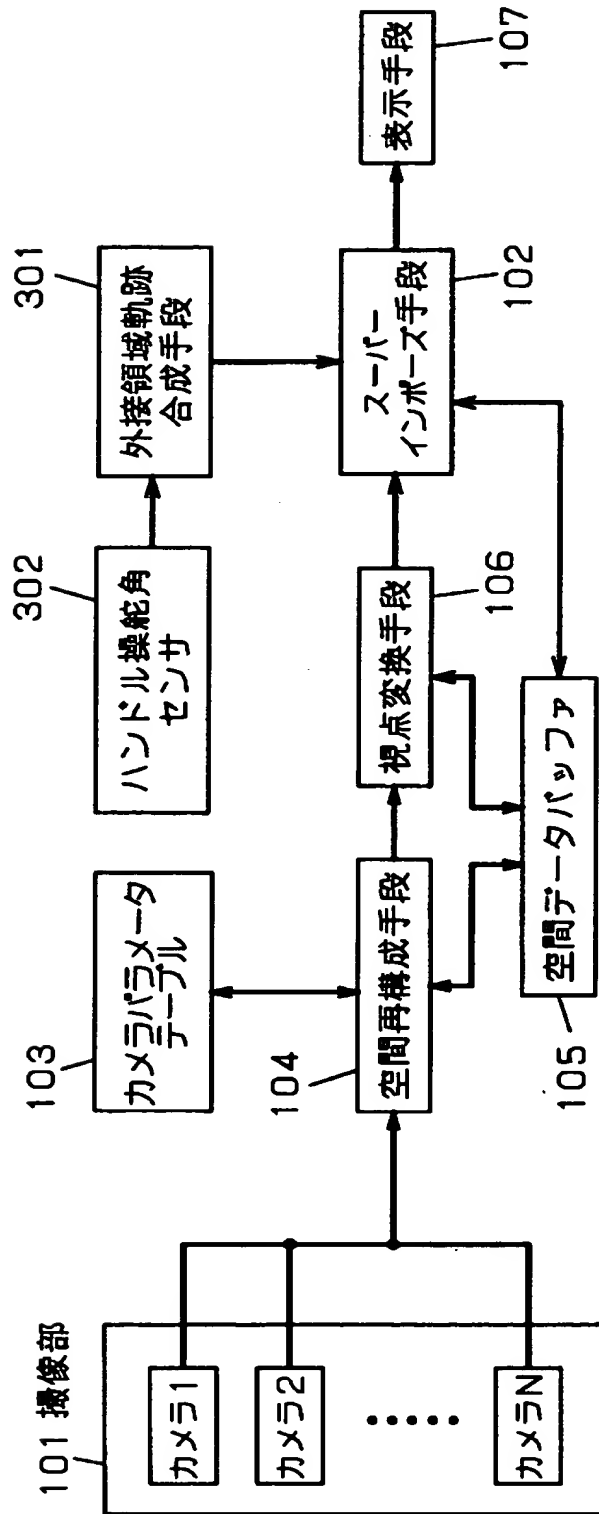 101 撮像部
カメラ1
カメラ2
カメラN
103
カメラパラメータ
テーブル
104
空間再構成手段
105
空間データバッファ
106
視点変換手段
302
ハンドル操舵角
センサ
301
外接領域軌跡
合成手段
スーパー
インポーズ手段
102
表示手段
107